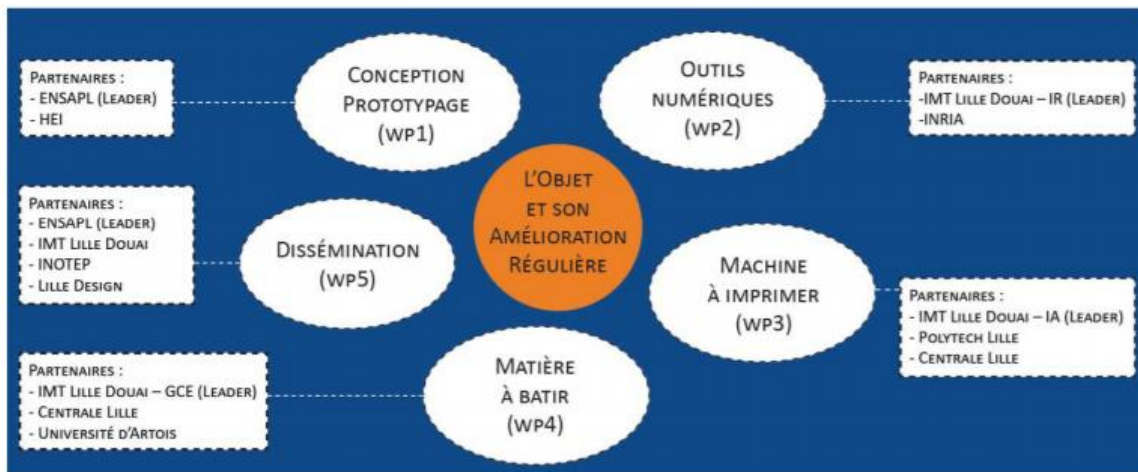 Partenaires :
- ENSAPL (Leader)
- HEI
Conception
Prototypage
(wp1)
Outils
numériques
(wp2)
Partenaires :
-IMT Lille Douai – IR (Leader)
-INRIA
L'Objet
et son
Amélioration
Régulière
Partenaires :
- ENSAPL (Leader)
- IMT Lille Douai
- INOTEP
- Lille Design
Dissémination
(wp5)
Machine
à imprimer
(wp3)
Partenaires :
- IMT Lille Douai – IA (Leader)
- Polytech Lille
- Centrale Lille
Partenaires :
- IMT Lille Douai – GCE (Leader)
- Centrale Lille
- Université d'Artois
Matière
à batir
(wp4)